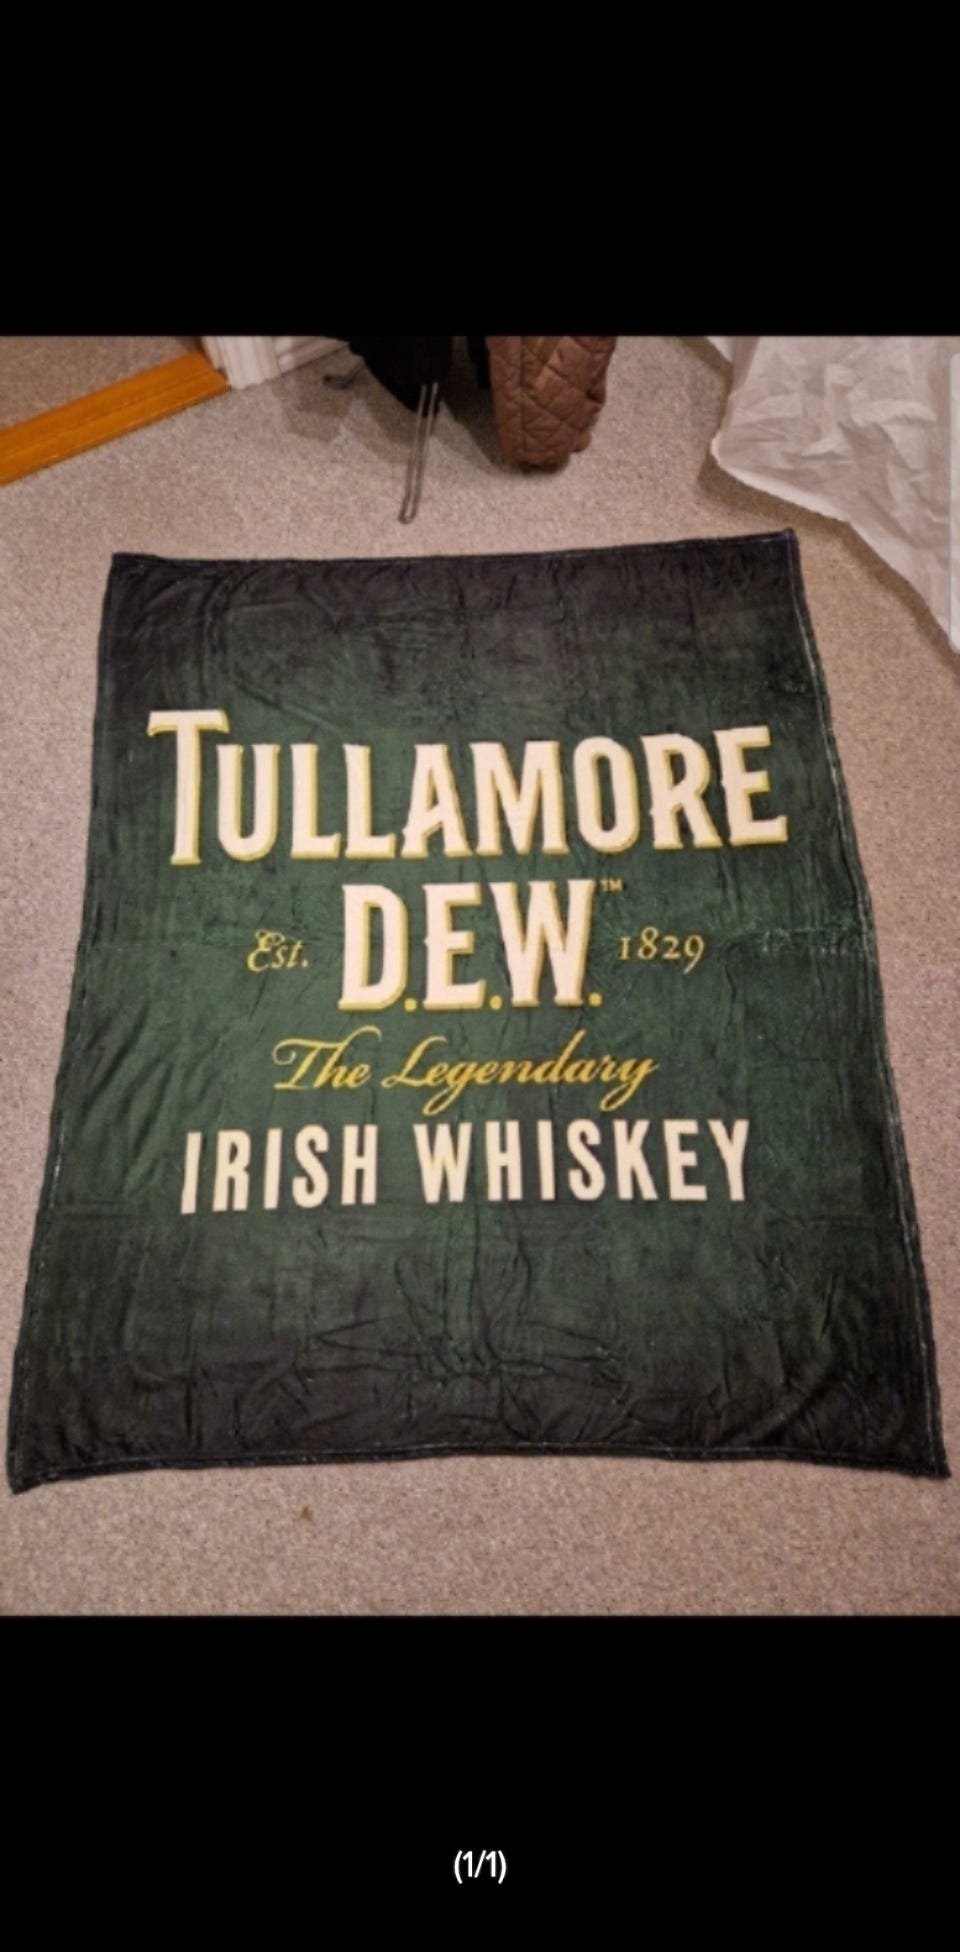 TULLAMORE
Est. D.E.W.™ 1829
The Legendary
IRISH WHISKEY
(1/1)